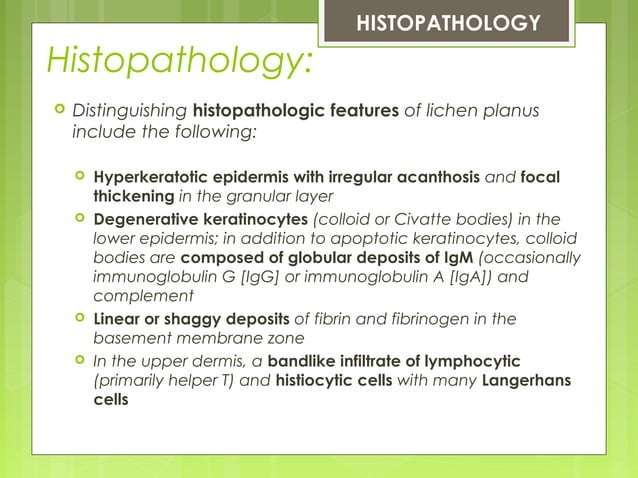 HISTOPATHOLOGY
Histopathology:
Distinguishing histopathologic features of lichen planus
include the following:
Hyperkeratotic epidermis with irregular acanthosis and focal
thickening in the granular layer
Degenerative keratinocytes (colloid or Civatte bodies) in the
lower epidermis; in addition to apoptotic keratinocytes, colloid
bodies are composed of globular deposits of IgM (occasionally
immunoglobulin G [IgG] or immunoglobulin A [IgA]) and
complement
Linear or shaggy deposits of fibrin and fibrinogen in the
basement membrane zone
In the upper dermis, a bandlike infiltrate of lymphocytic
(primarily helper T) and histiocytic cells with many Langerhans
cells